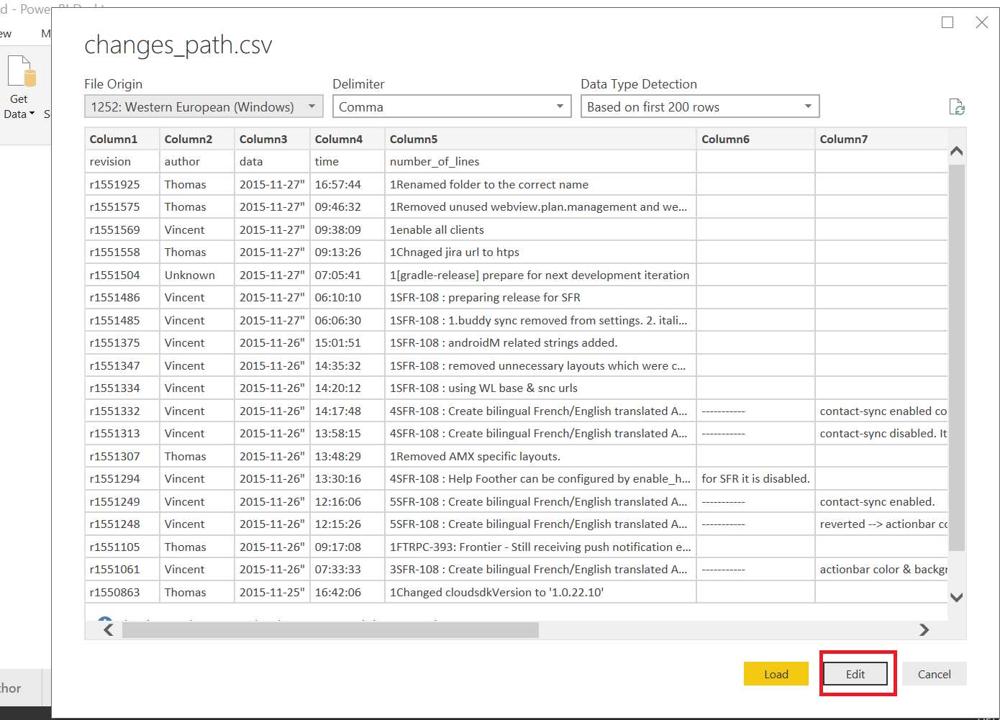 d - Power BI Desktop
ew M
Get
Data S
changes_path.csv
File Origin Delimiter Data Type Detection
1252: Western European (Windows) Comma Based on first 200 rows
Column1 Column2 Column3 Column4 Column5 Column6 Column7
revision author data time number_of_lines
r1551925 Thomas 2015-11-27" 16:57:44 1Renamed folder to the correct name
r1551575 Thomas 2015-11-27" 09:46:32 1Removed unused webview.plan.management and we...
r1551569 Vincent 2015-11-27" 09:38:09 1enable all clients
r1551558 Thomas 2015-11-27" 09:13:26 1Chnaged jira url to htps
r1551504 Unknown 2015-11-27" 07:05:41 1[gradle-release] prepare for next development iteration
r1551486 Vincent 2015-11-27" 06:10:10 1SFR-108 : preparing release for SFR
r1551485 Vincent 2015-11-27" 06:06:30 1SFR-108 : 1.buddy sync removed from settings. 2. itali...
r1551375 Vincent 2015-11-26" 15:01:51 1SFR-108 : androidM related strings added.
r1551347 Vincent 2015-11-26" 14:35:32 1SFR-108 : removed unnecessary layouts which were c...
r1551334 Vincent 2015-11-26" 14:20:12 1SFR-108 : using WL base & snc urls
r1551332 Vincent 2015-11-26" 14:17:48 4SFR-108 : Create bilingual French/English translated A... ----------- contact-sync enabled co
r1551313 Vincent 2015-11-26" 13:58:15 4SFR-108 : Create bilingual French/English translated A... ----------- contact-sync disabled. It
r1551307 Thomas 2015-11-26" 13:48:29 1Removed AMX specific layouts.
r1551294 Vincent 2015-11-26" 13:30:16 4SFR-108 : Help Foother can be configured by enable_h... for SFR it is disabled.
r1551249 Vincent 2015-11-26" 12:16:06 5SFR-108 : Create bilingual French/English translated A... ----------- contact-sync enabled.
r1551248 Vincent 2015-11-26" 12:15:26 5SFR-108 : Create bilingual French/English translated A... ----------- reverted --> actionbar co
r1551105 Thomas 2015-11-26" 09:17:08 1FTRPC-393: Frontier - Still receiving push notification e...
r1551061 Vincent 2015-11-26" 07:33:33 3SFR-108 : Create bilingual French/English translated A... ----------- actionbar color & backgr
r1550863 Thomas 2015-11-25" 16:42:06 1Changed cloudsdkVersion to '1.0.22.10'
Load Edit Cancel
hor